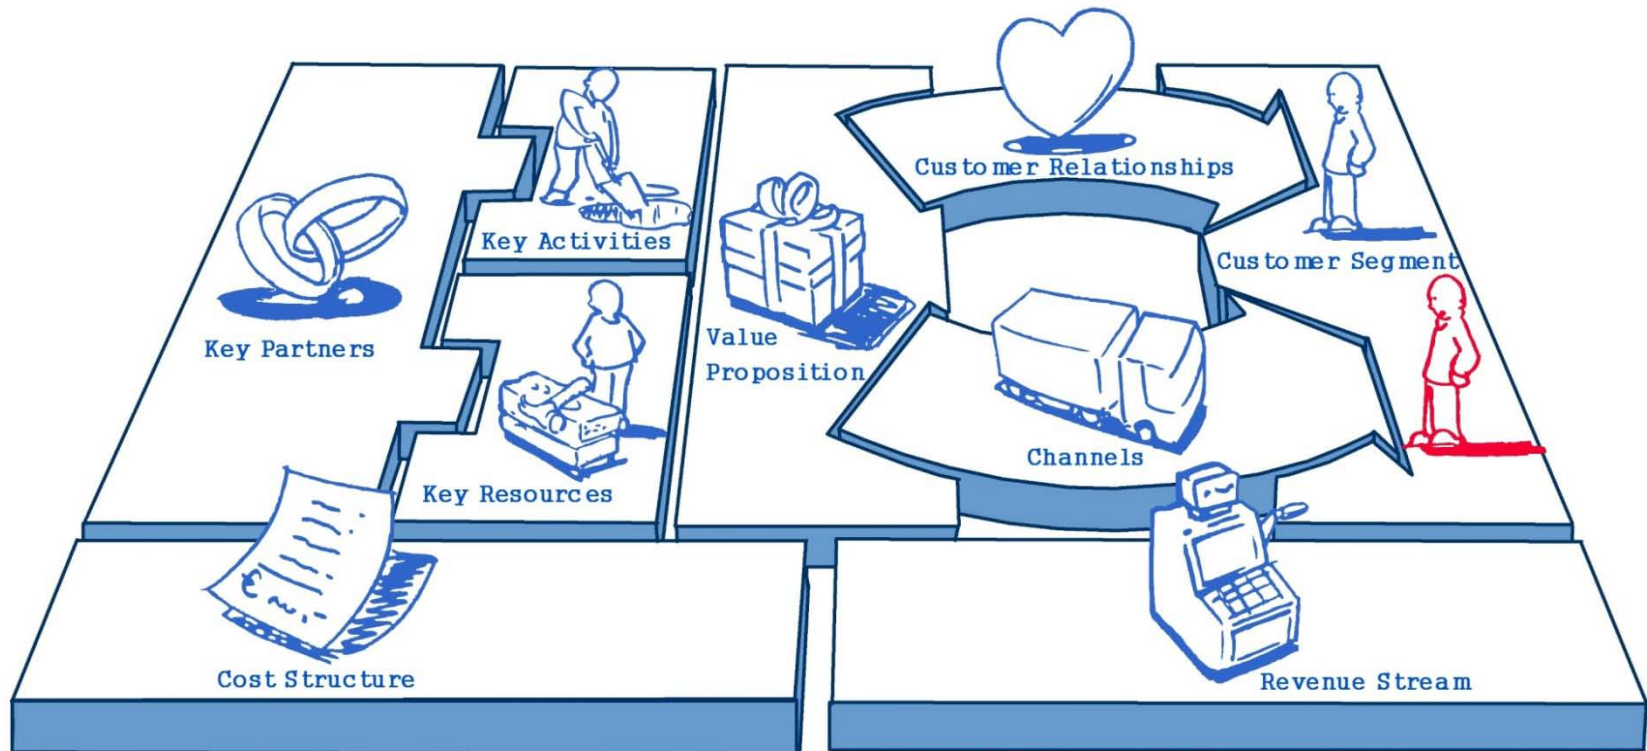 Customer Relationships
Key Activities
Customer Segment
Key Partners
Value
Proposition
Channels
Key Resources
Cost Structure
Revenue Stream